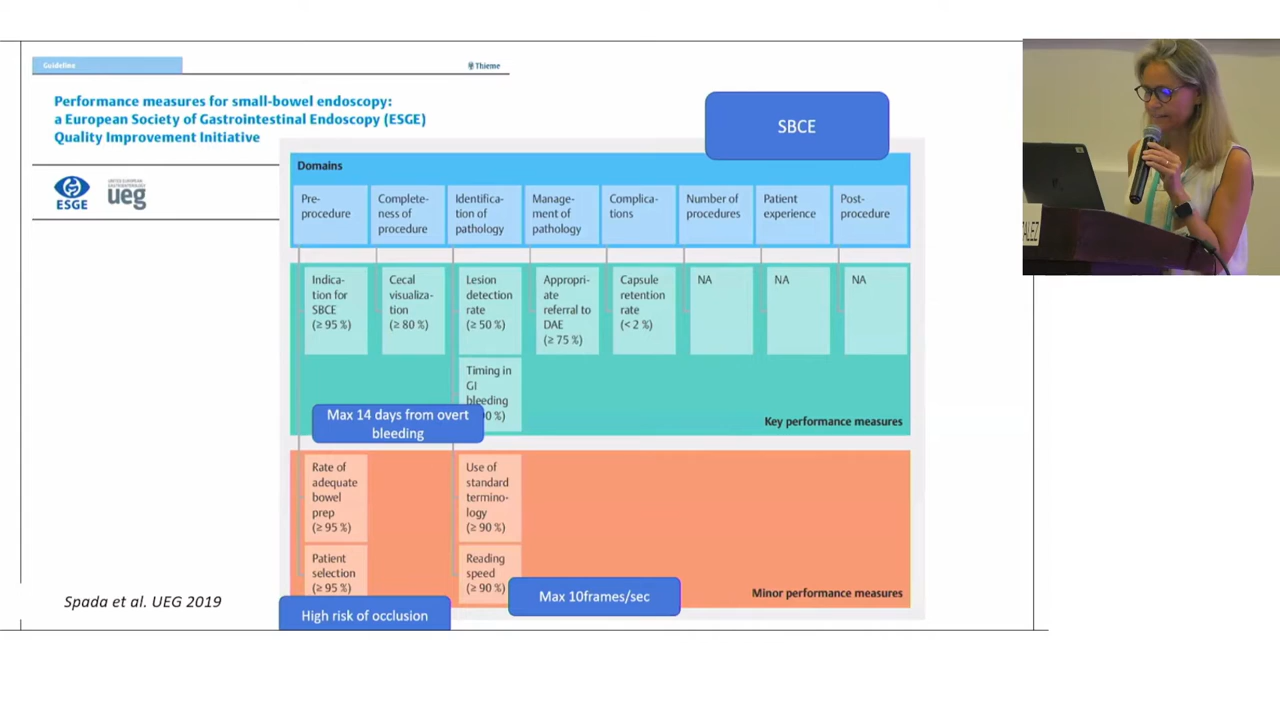 Guideline
Thieme
Performance measures for small-bowel endoscopy:
a European Society of Gastrointestinal Endoscopy (ESGE)
Quality Improvement Initiative
SBCE
ESGE
ueg
Domains
Pre-
procedure
Complete-
ness of
procedure
Identifica-
tion of
pathology
Manage-
ment of
pathology
Complica-
tions
Number of
procedures
Patient
experience
Post-
procedure
Indica-
tion for
SBCE
(≥ 95 %)
Cecal
visualiza-
tion
(≥ 80 %)
Lesion
detection
rate
(≥ 50 %)
Appropri-
ate
referral to
DAE
(≥ 75 %)
Capsule
retention
rate
(< 2 %)
NA
NA
NA
Timing in
GI
bleeding
0 %)
Max 14 days from overt
bleeding
Key performance measures
Rate of
adequate
bowel
prep
(≥ 95 %)
Use of
standard
termino-
logy
(≥ 90 %)
Patient
selection
(≥ 95 %)
Reading
speed
(≥ 90 %)
Max 10frames/sec
Minor performance measures
High risk of occlusion
Spada et al. UEG 2019